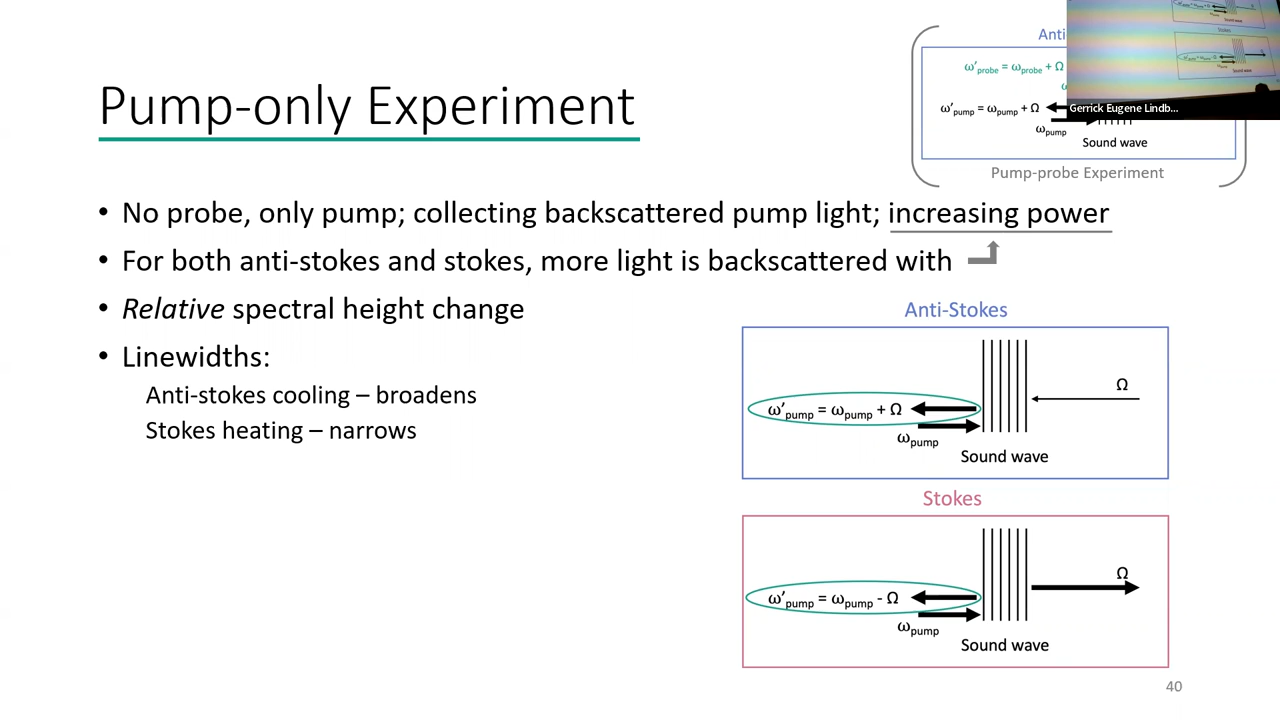 Pump-only Experiment
Anti
ω'probe = ωprobe + Ω
ω'pump = ωpump + Ω
ωpump
Sound wave
Pump-probe Experiment
Gerrick Eugene Lindb...
• No probe, only pump; collecting backscattered pump light; increasing power
• For both anti-stokes and stokes, more light is backscattered with
• Relative spectral height change
• Linewidths:
Anti-stokes cooling – broadens
Stokes heating – narrows
Anti-Stokes
ω'pump = ωpump + Ω
ωpump
Ω
Sound wave
Stokes
ω'pump = ωpump - Ω
ωpump
Ω
Sound wave
40